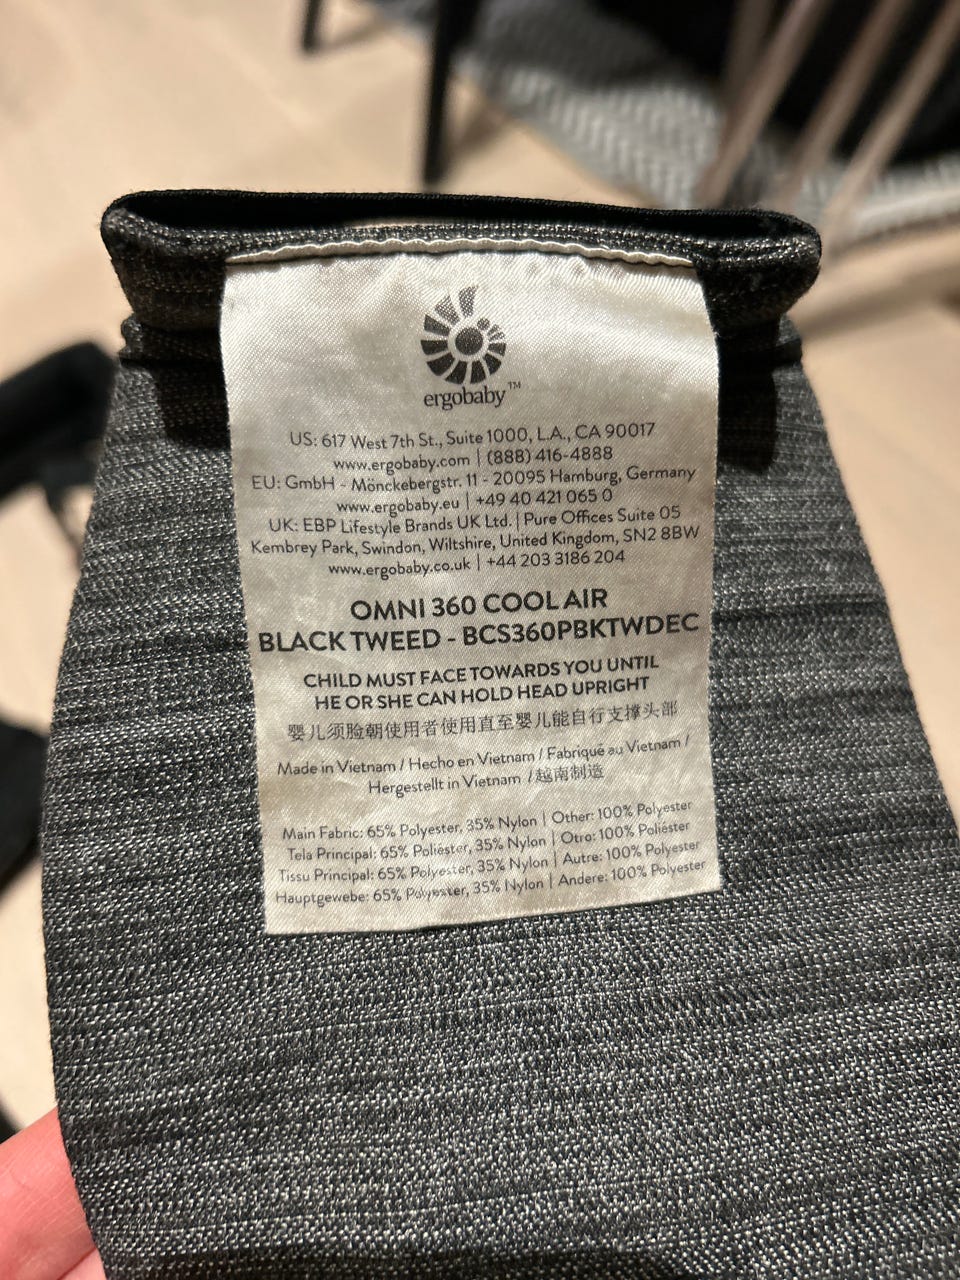 ergobaby™
US: 617 West 7th St., Suite 1000, L.A., CA 90017
www.ergobaby.com | (888) 416-4888
EU: GmbH - Mönckebergstr. 11 - 20095 Hamburg, Germany
www.ergobaby.eu | +49 40 421 065 0
UK: EBP Lifestyle Brands UK Ltd. | Pure Offices Suite 05
Kembrey Park, Swindon, Wiltshire, United Kingdom, SN2 8BW
www.ergobaby.co.uk | +44 203 3186 204
OMNI 360 COOL AIR
BLACK TWEED - BCS360PBKTWDEC
CHILD MUST FACE TOWARDS YOU UNTIL
HE OR SHE CAN HOLD HEAD UPRIGHT
婴儿须脸朝使用者使用直至婴儿能自行支撑头部
Made in Vietnam / Hecho en Vietnam / Fabriqué au Vietnam /
Hergestellt in Vietnam / 越南制造
Main Fabric: 65% Polyester, 35% Nylon | Other: 100% Polyester
Tela Principal: 65% Poliéster, 35% Nylon | Otro: 100% Poliéster
Tissu Principal: 65% Polyester, 35% Nylon | Autre: 100% Polyester
Hauptgewebe: 65% Polyester, 35% Nylon | Andere: 100% Polyester